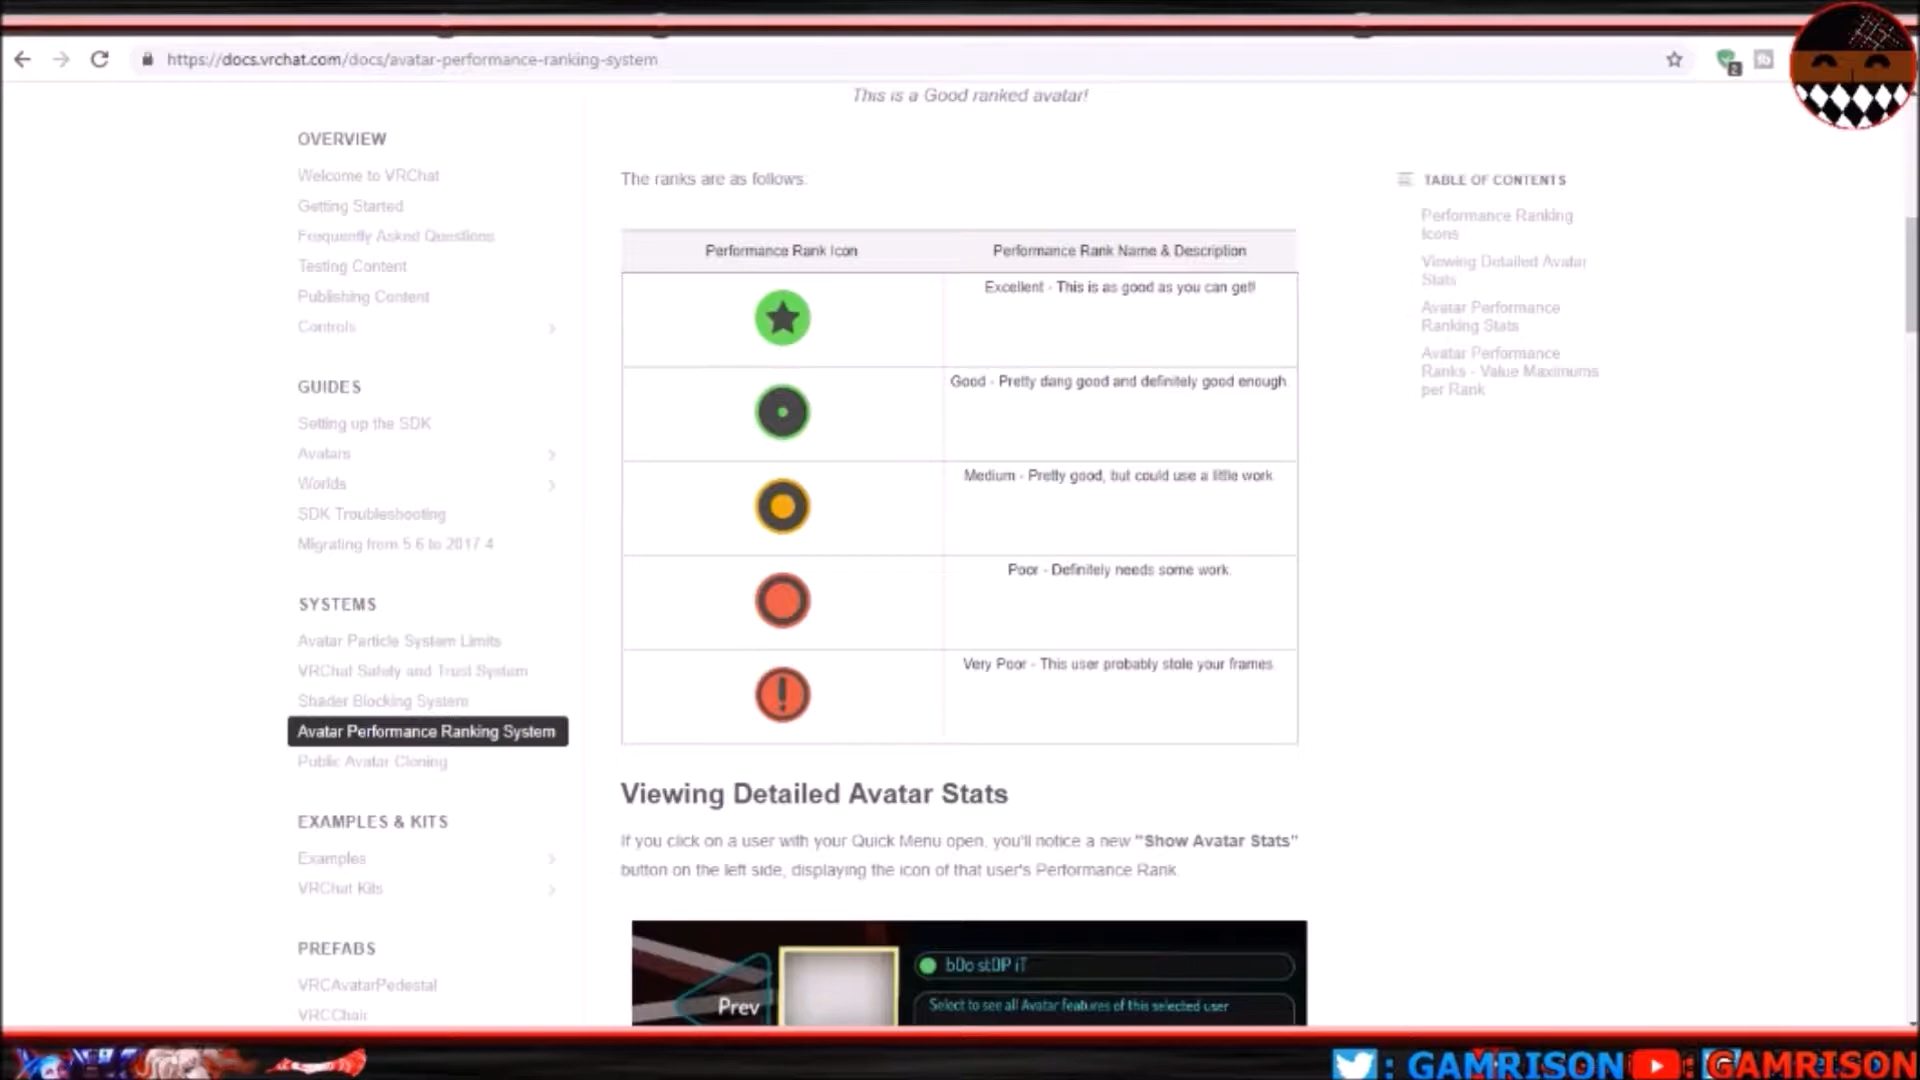 https://docs.vrchat.com/docs/avatar-performance-ranking-system
2
This is a Good ranked avatar!
OVERVIEW
Welcome to VRChat
Getting Started
Frequently Asked Questions
Testing Content
Publishing Content
Controls
GUIDES
Setting up the SDK
Avatars
Worlds
SDK Troubleshooting
Migrating from 5.6 to 2017.4
SYSTEMS
Avatar Particle System Limits
VRChat Safety and Trust System
Shader Blocking System
Avatar Performance Ranking System
Public Avatar Cloning
EXAMPLES & KITS
Examples
VRChat Kits
PREFABS
VRCAvatarPedestal
VRCChair
The ranks are as follows:
Performance Rank Icon
Performance Rank Name & Description
Excellent - This is as good as you can get!
Good - Pretty dang good and definitely good enough.
Medium - Pretty good, but could use a little work.
Poor - Definitely needs some work.
Very Poor - This user probably stole your frames.
Viewing Detailed Avatar Stats
If you click on a user with your Quick Menu open, you'll notice a new "Show Avatar Stats"
button on the left side, displaying the icon of that user's Performance Rank.
Prev
b0o st0P iT
Select to see all Avatar features of this selected user
TABLE OF CONTENTS
Performance Ranking
Icons
Viewing Detailed Avatar
Stats
Avatar Performance
Ranking Stats
Avatar Performance
Ranks - Value Maximums
per Rank
: GAMRISON
: GAMRISON